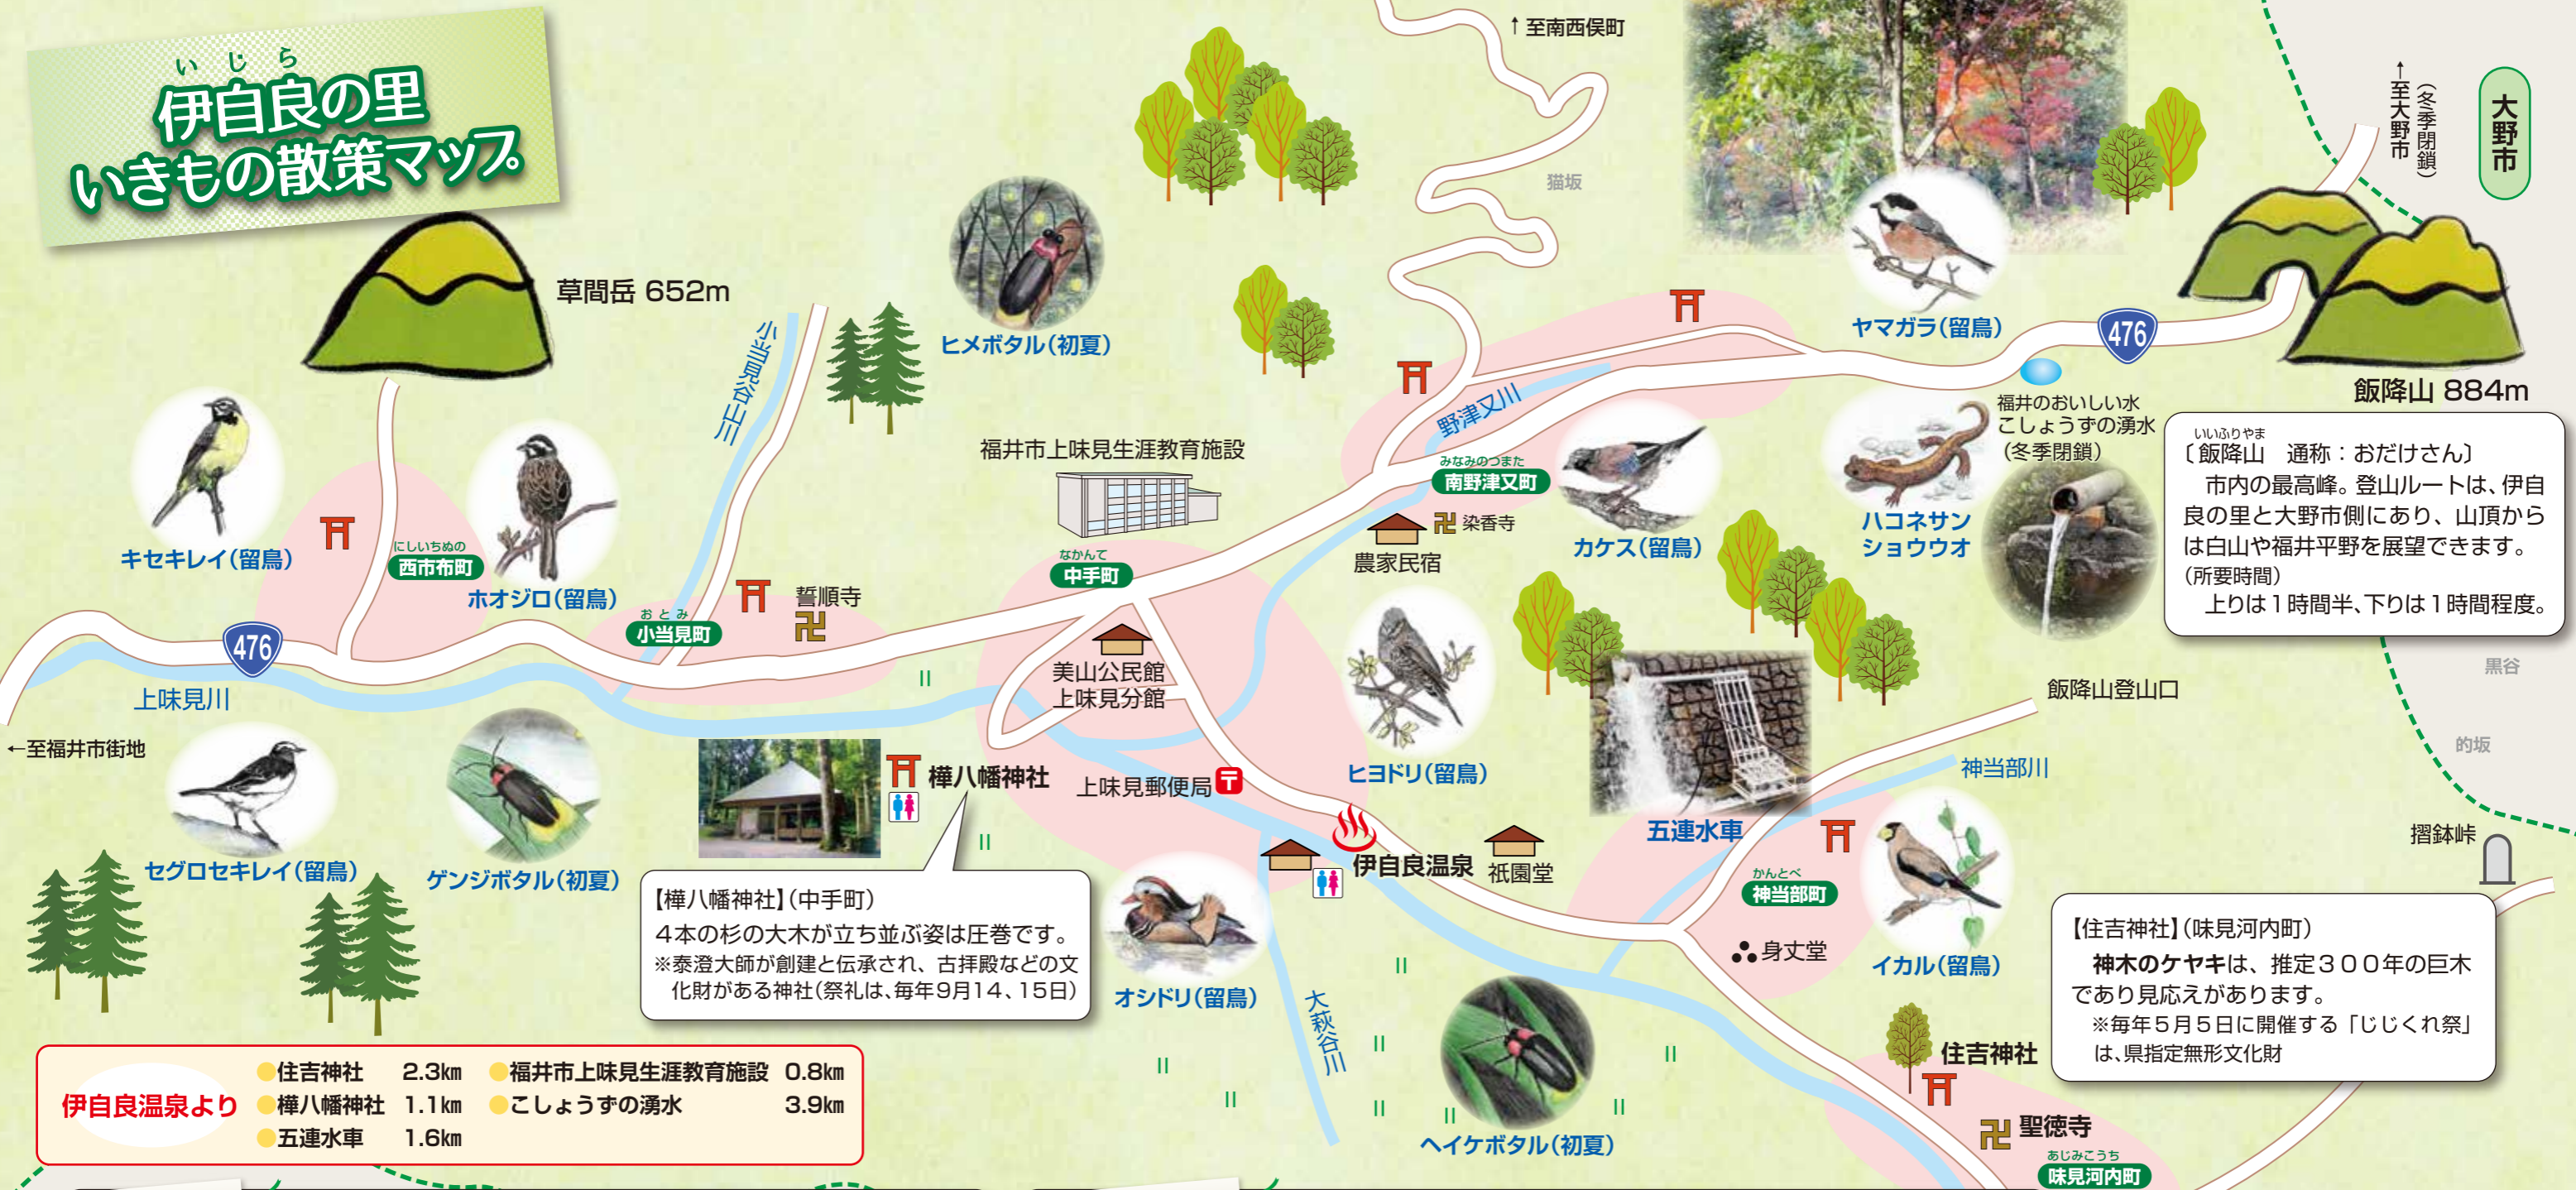 いじら
伊自良の里
いきもの散策マップ
↑至南西俣町
猫坂
↑至大野市
(冬季閉鎖)
大野市
草間岳 652m
小当見谷山川
ヒメボタル(初夏)
ヤマガラ(留鳥)
476
飯降山 884m
キセキレイ(留鳥)
にしいちぬの
西市布町
ホオジロ(留鳥)
福井市上味見生涯教育施設
野津又川
みなみのつまた
南野津又町
卍 染香寺
農家民宿
カケス(留鳥)
ハコネサン
ショウウオ
福井のおいしい水
こしょうずの湧水
(冬季閉鎖)
いいふりやま
〔飯降山 通称:おだけさん〕
市内の最高峰。登山ルートは、伊自
良の里と大野市側にあり、山頂から
は白山や福井平野を展望できます。
(所要時間)
上りは1時間半、下りは1時間程度。
なかんて
中手町
おとみ
小当見町
誓順寺
卍
476
上味見川
←至福井市街地
美山公民館
上味見分館
セグロセキレイ(留鳥)
ゲンジボタル(初夏)
樺八幡神社
上味見郵便局
〒
ヒヨドリ(留鳥)
伊自良温泉
祇園堂
五連水車
飯降山登山口
神当部川
黒谷
的坂
摺鉢峠
かんとべ
神当部町
身丈堂
イカル(留鳥)
【樺八幡神社】(中手町)
4本の杉の大木が立ち並ぶ姿は圧巻です。
※泰澄大師が創建と伝承され、古拝殿などの文
化財がある神社(祭礼は、毎年9月14、15日)
オシドリ(留鳥)
大萩谷川
ヘイケボタル(初夏)
【住吉神社】(味見河内町)
神木のケヤキは、推定300年の巨木
であり見応えがあります。
※毎年5月5日に開催する「じじくれ祭」
は、県指定無形文化財
住吉神社
卍 聖徳寺
あじみこうち
味見河内町
伊自良温泉より
●住吉神社 2.3km ●福井市上味見生涯教育施設 0.8km
●樺八幡神社 1.1km ●こしょうずの湧水 3.9km
●五連水車 1.6km